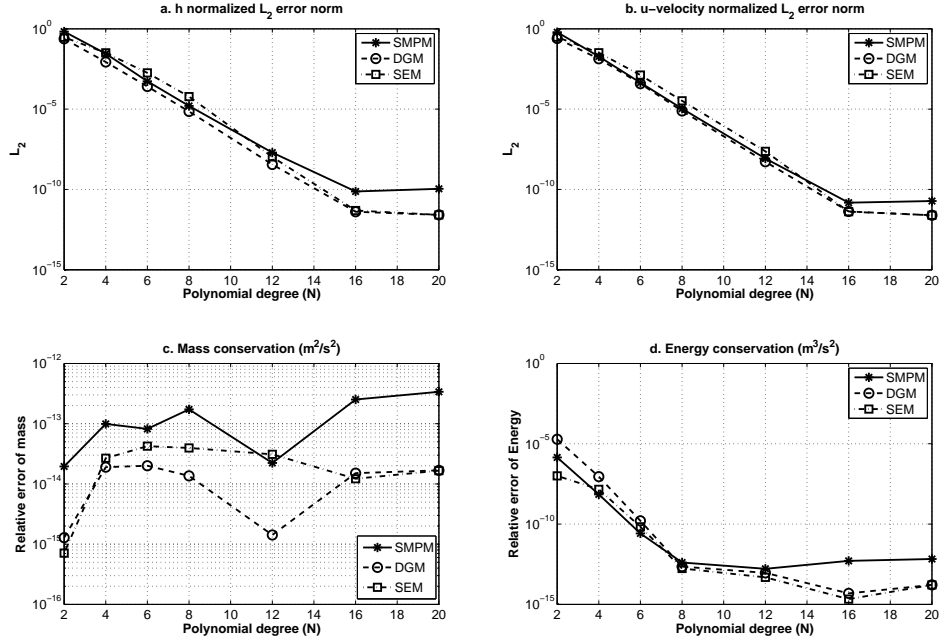 a. h normalized L2 error norm
10^0
10^−5
10^−10
10^−15
L2
SMPM
DGM
SEM
2 4 6 8 10 12 14 16 18 20
Polynomial degree (N)
b. u−velocity normalized L2 error norm
10^0
10^−5
10^−10
10^−15
L2
SMPM
DGM
SEM
2 4 6 8 10 12 14 16 18 20
Polynomial degree (N)
c. Mass conservation (m^2/s^2)
10^−12
10^−13
10^−14
10^−15
10^−16
Relative error of mass
SMPM
DGM
SEM
2 4 6 8 10 12 14 16 18 20
Polynomial degree (N)
d. Energy conservation (m^3/s^2)
10^0
10^−5
10^−10
10^−15
Relative error of Energy
SMPM
DGM
SEM
2 4 6 8 10 12 14 16 18 20
Polynomial degree (N)